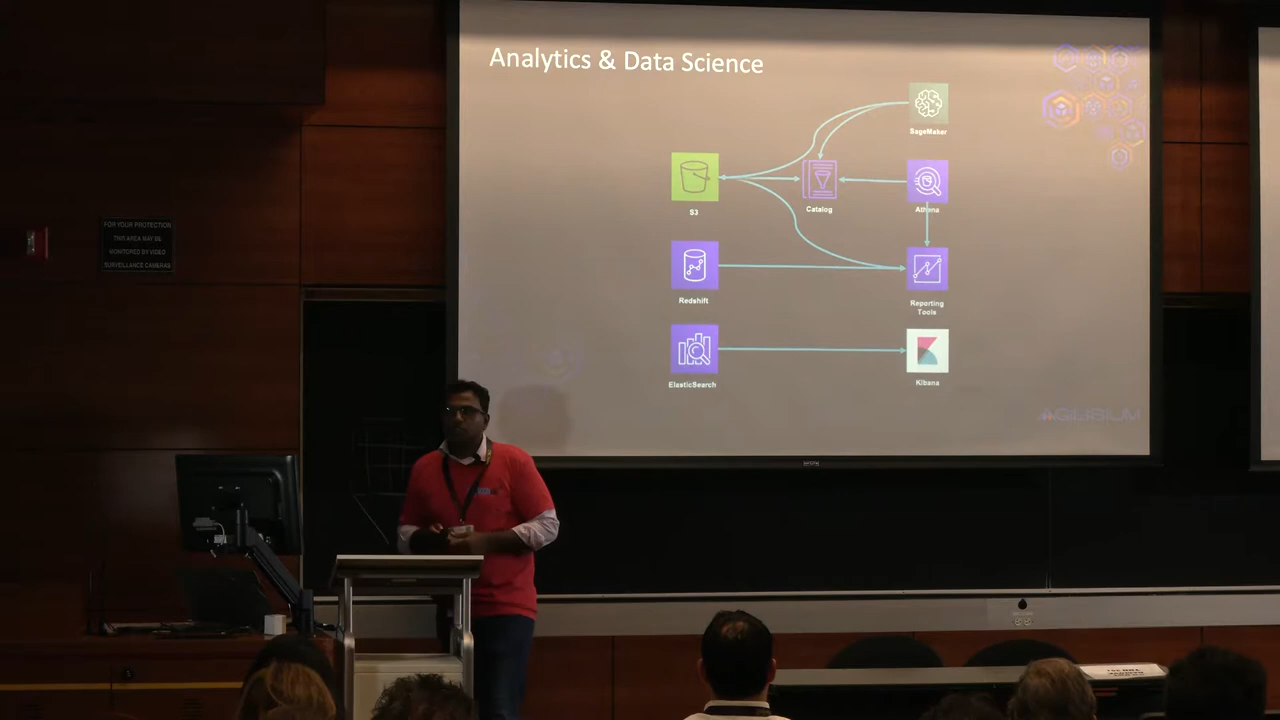 Analytics & Data Science
SageMaker
S3
Catalog
Athena
Redshift
Reporting
Tools
ElasticSearch
Kibana
FOR YOUR PROTECTION
THIS AREA MAY BE
MONITORED BY VIDEO
SURVEILLANCE CAMERAS